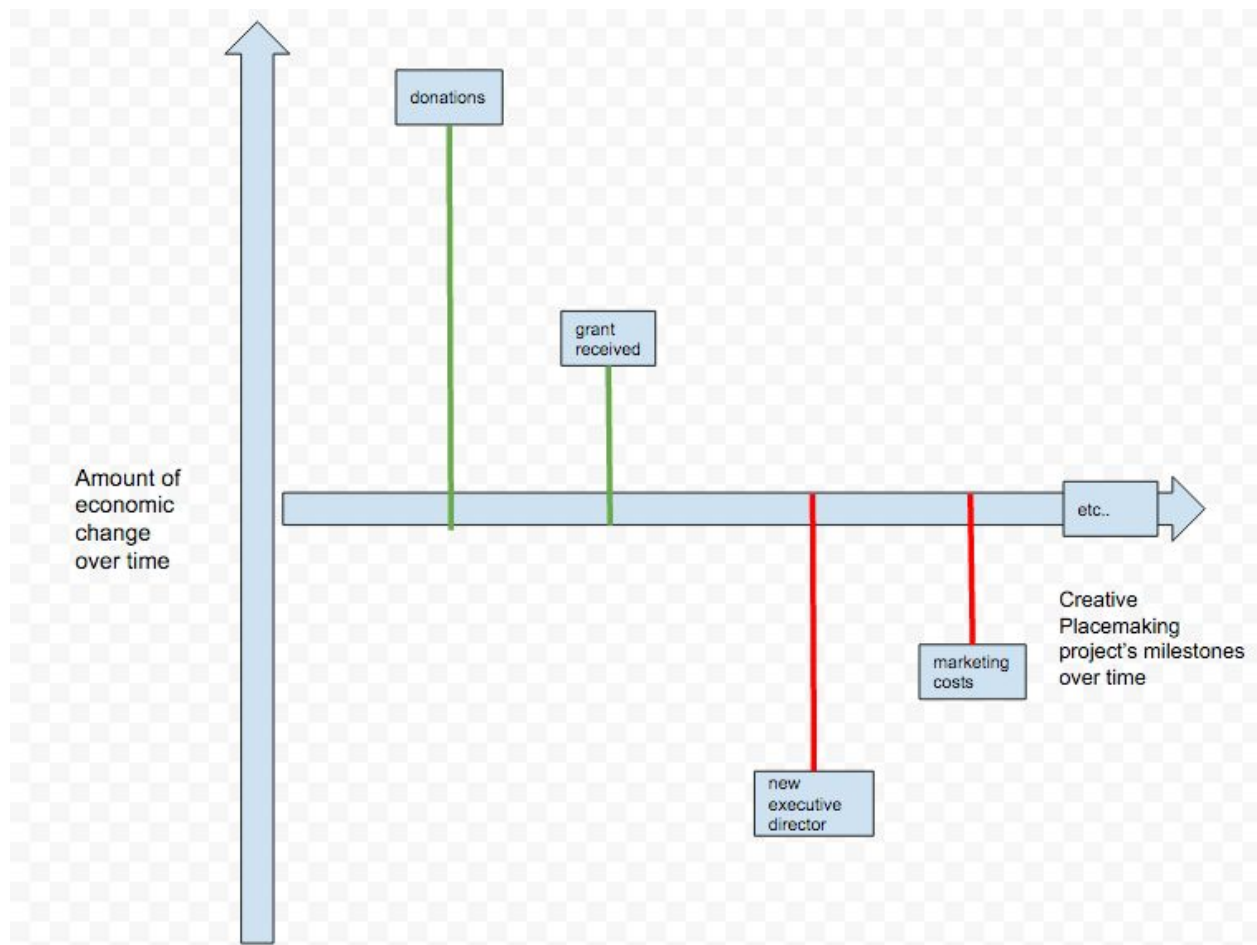 donations
grant
received
Amount of
economic
change
over time
etc..
Creative
Placemaking
project's milestones
over time
marketing
costs
new
executive
director